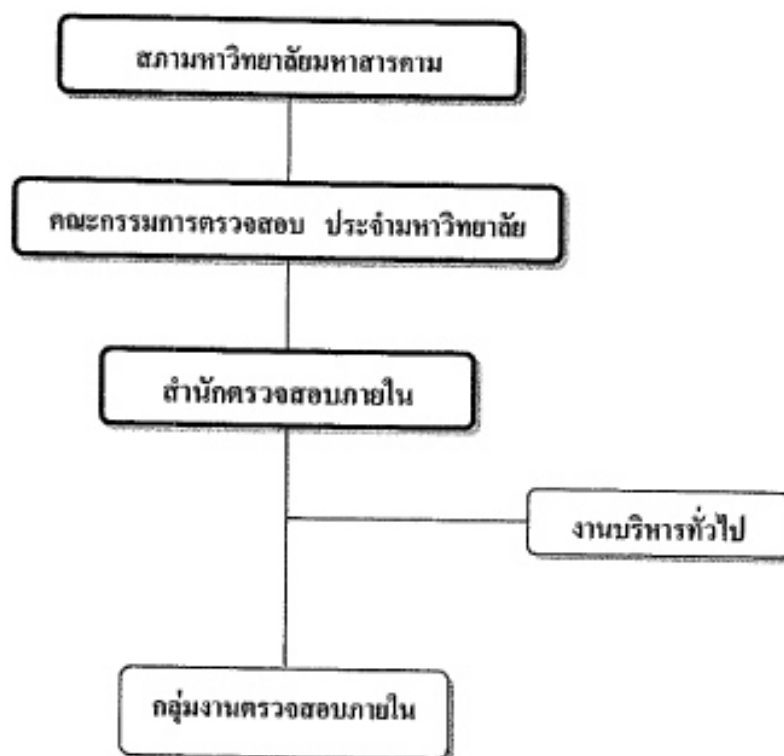 สภามหาวิทยาลัยมหาสารคาม
คณะกรรมการตรวจสอบ ประจำมหาวิทยาลัย
สำนักตรวจสอบภายใน
งานบริหารทั่วไป
กลุ่มงานตรวจสอบภายใน